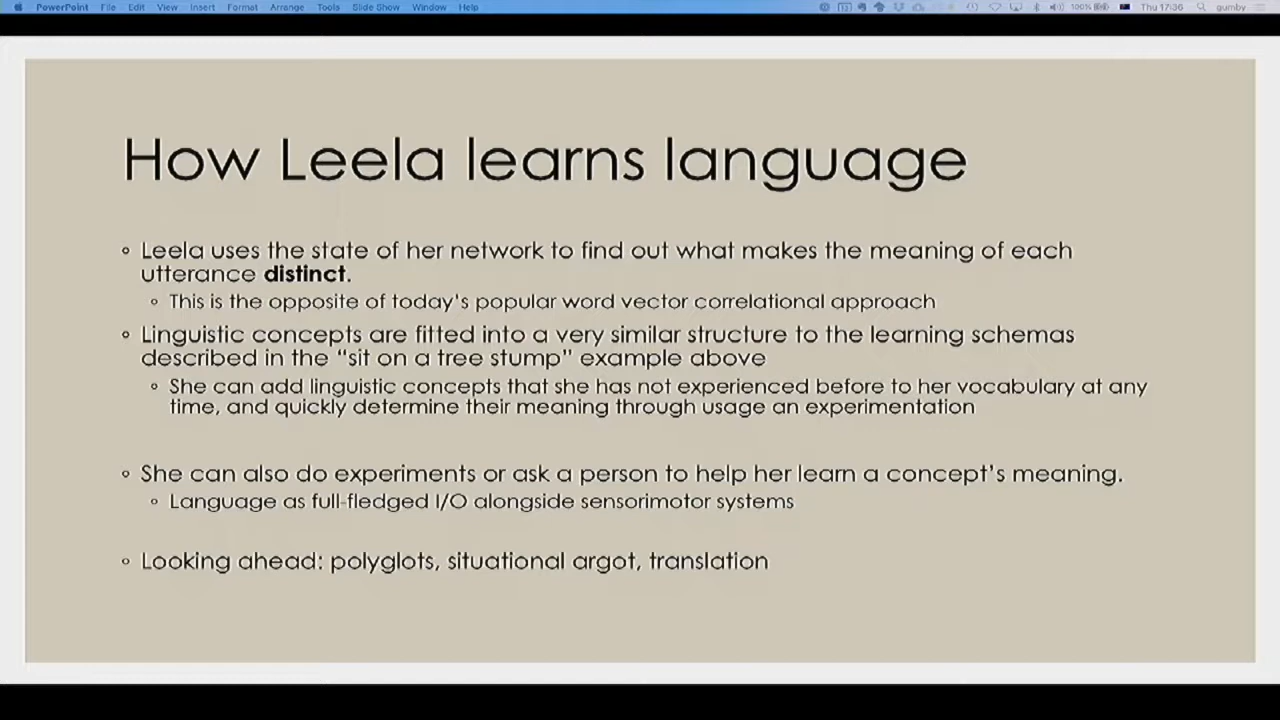 PowerPoint File Edit View Insert Format Arrange Tools Slide Show Window Help 100% Thu 17:36 gumby
How Leela learns language
◦ Leela uses the state of her network to find out what makes the meaning of each
utterance distinct.
◦ This is the opposite of today's popular word vector correlational approach
◦ Linguistic concepts are fitted into a very similar structure to the learning schemas
described in the “sit on a tree stump” example above
◦ She can add linguistic concepts that she has not experienced before to her vocabulary at any
time, and quickly determine their meaning through usage an experimentation
◦ She can also do experiments or ask a person to help her learn a concept's meaning.
◦ Language as full-fledged I/O alongside sensorimotor systems
◦ Looking ahead: polyglots, situational argot, translation